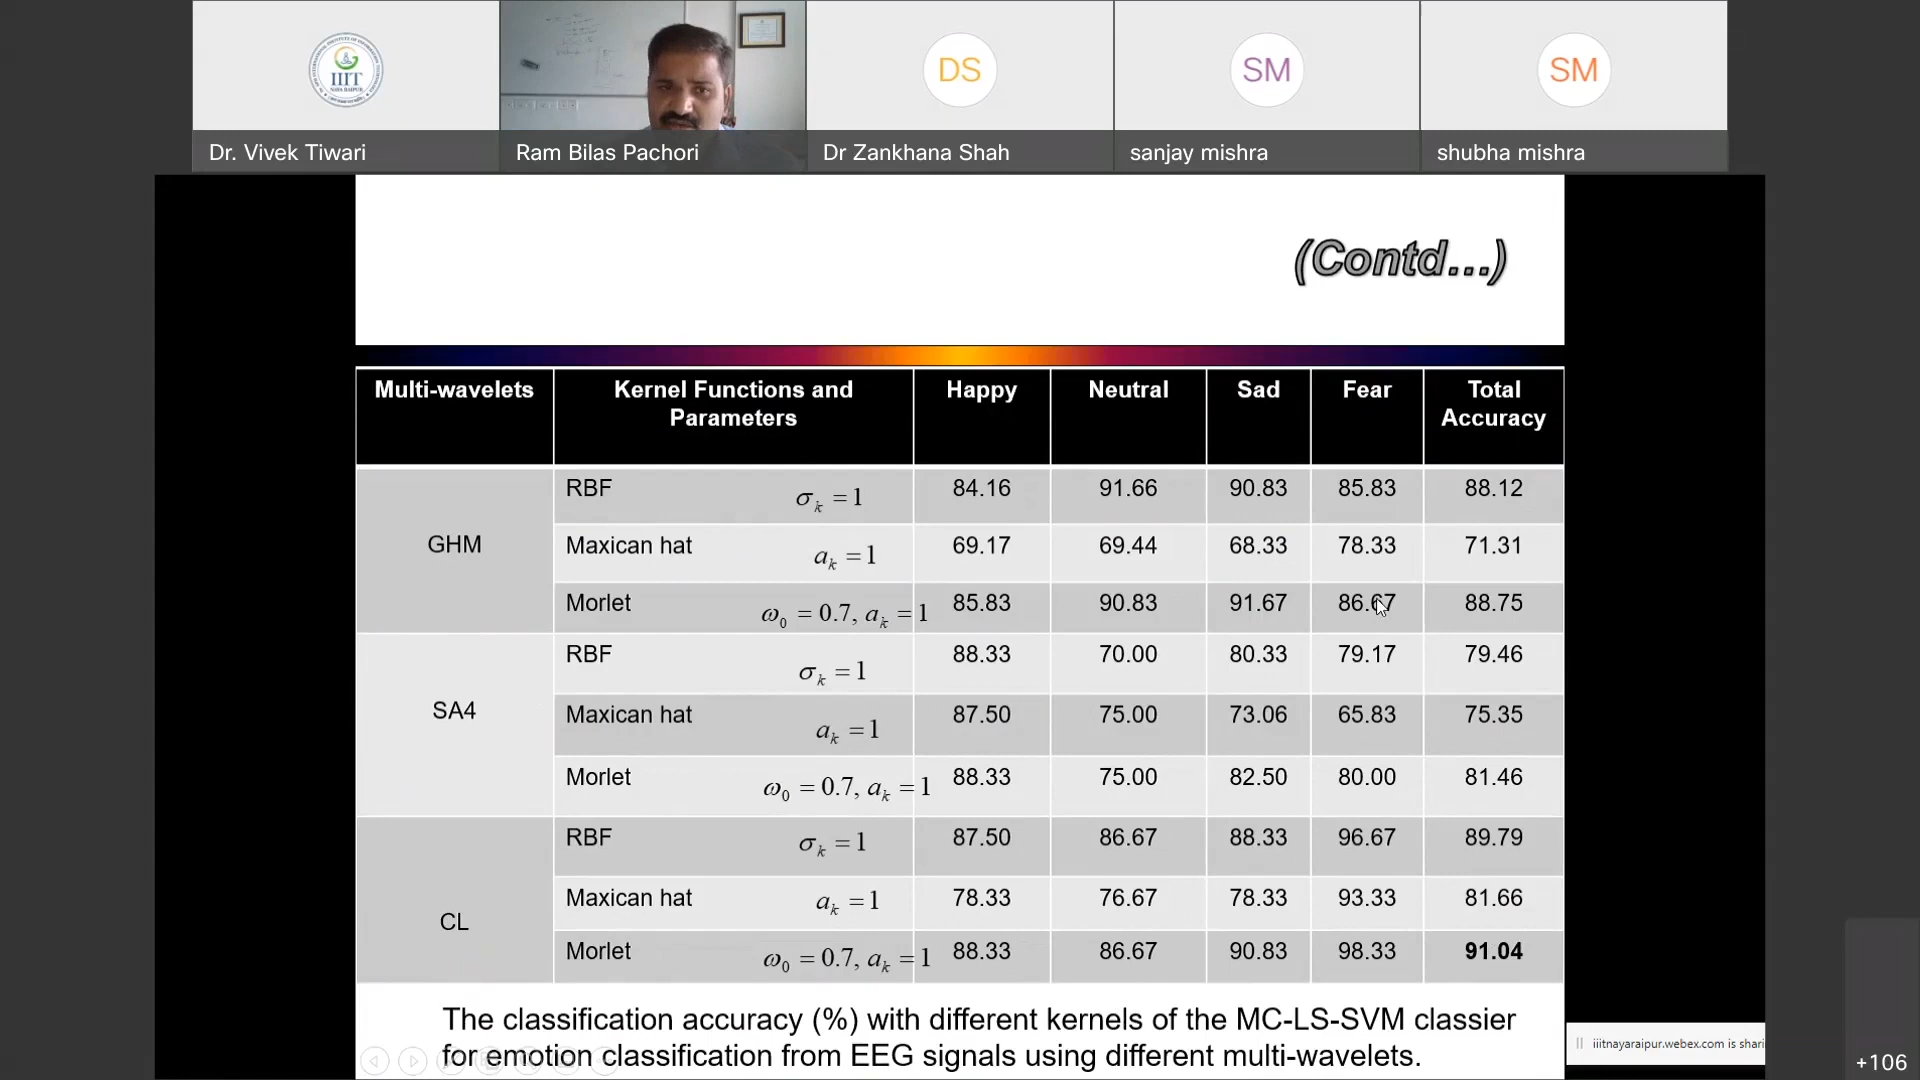 IIIT
NAYA RAIPUR
DS
SM
SM
Dr. Vivek Tiwari
Ram Bilas Pachori
Dr Zankhana Shah
sanjay mishra
shubha mishra
(Contd...)
Multi-wavelets Kernel Functions and Parameters Happy Neutral Sad Fear Total Accuracy
GHM
RBF σk = 1 84.16 91.66 90.83 85.83 88.12
Maxican hat ak = 1 69.17 69.44 68.33 78.33 71.31
Morlet ω0 = 0.7, ak = 1 85.83 90.83 91.67 86.67 88.75
SA4
RBF σk = 1 88.33 70.00 80.33 79.17 79.46
Maxican hat ak = 1 87.50 75.00 73.06 65.83 75.35
Morlet ω0 = 0.7, ak = 1 88.33 75.00 82.50 80.00 81.46
CL
RBF σk = 1 87.50 86.67 88.33 96.67 89.79
Maxican hat ak = 1 78.33 76.67 78.33 93.33 81.66
Morlet ω0 = 0.7, ak = 1 88.33 86.67 90.83 98.33 91.04
The classification accuracy (%) with different kernels of the MC-LS-SVM classier
for emotion classification from EEG signals using different multi-wavelets.
iiitnayaraipur.webex.com is shari
+106